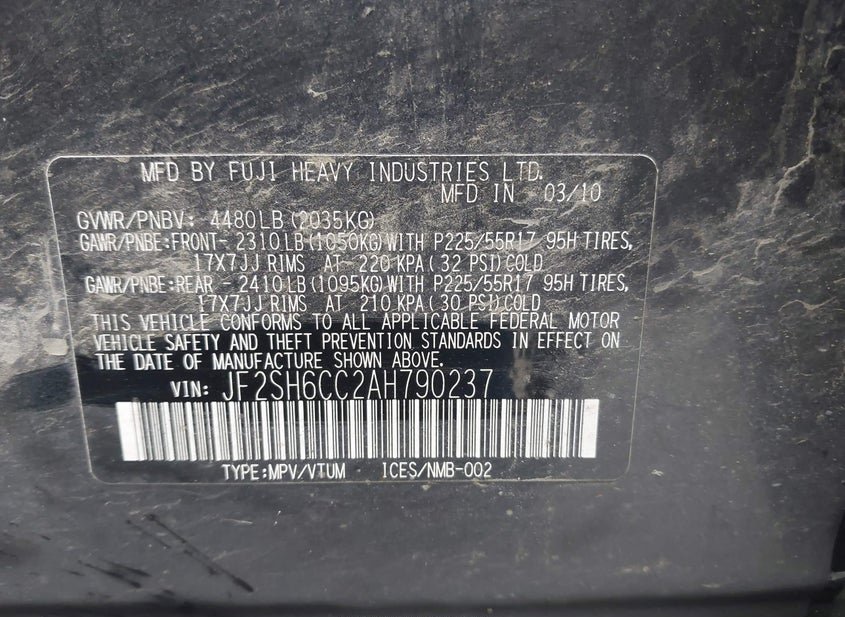 MFD BY FUJI HEAVY INDUSTRIES LTD.
MFD IN 03/10
GVWR/PNBV: 4480LB(2035KG)
GAWR/PNBE:FRONT- 2310LB(1050KG)WITH P225/55R17 95H TIRES,
17X7JJ RIMS AT 220 KPA(32 PSI)COLD
GAWR/PNBE:REAR - 2410LB(1095KG)WITH P225/55R17 95H TIRES,
17X7JJ RIMS AT 210 KPA(30 PSI)COLD
THIS VEHICLE CONFORMS TO ALL APPLICABLE FEDERAL MOTOR
VEHICLE SAFETY AND THEFT PREVENTION STANDARDS IN EFFECT ON
THE DATE OF MANUFACTURE SHOWN ABOVE.
VIN: JF2SH6CC2AH790237
TYPE:MPV/VTUM ICES/NMB-002